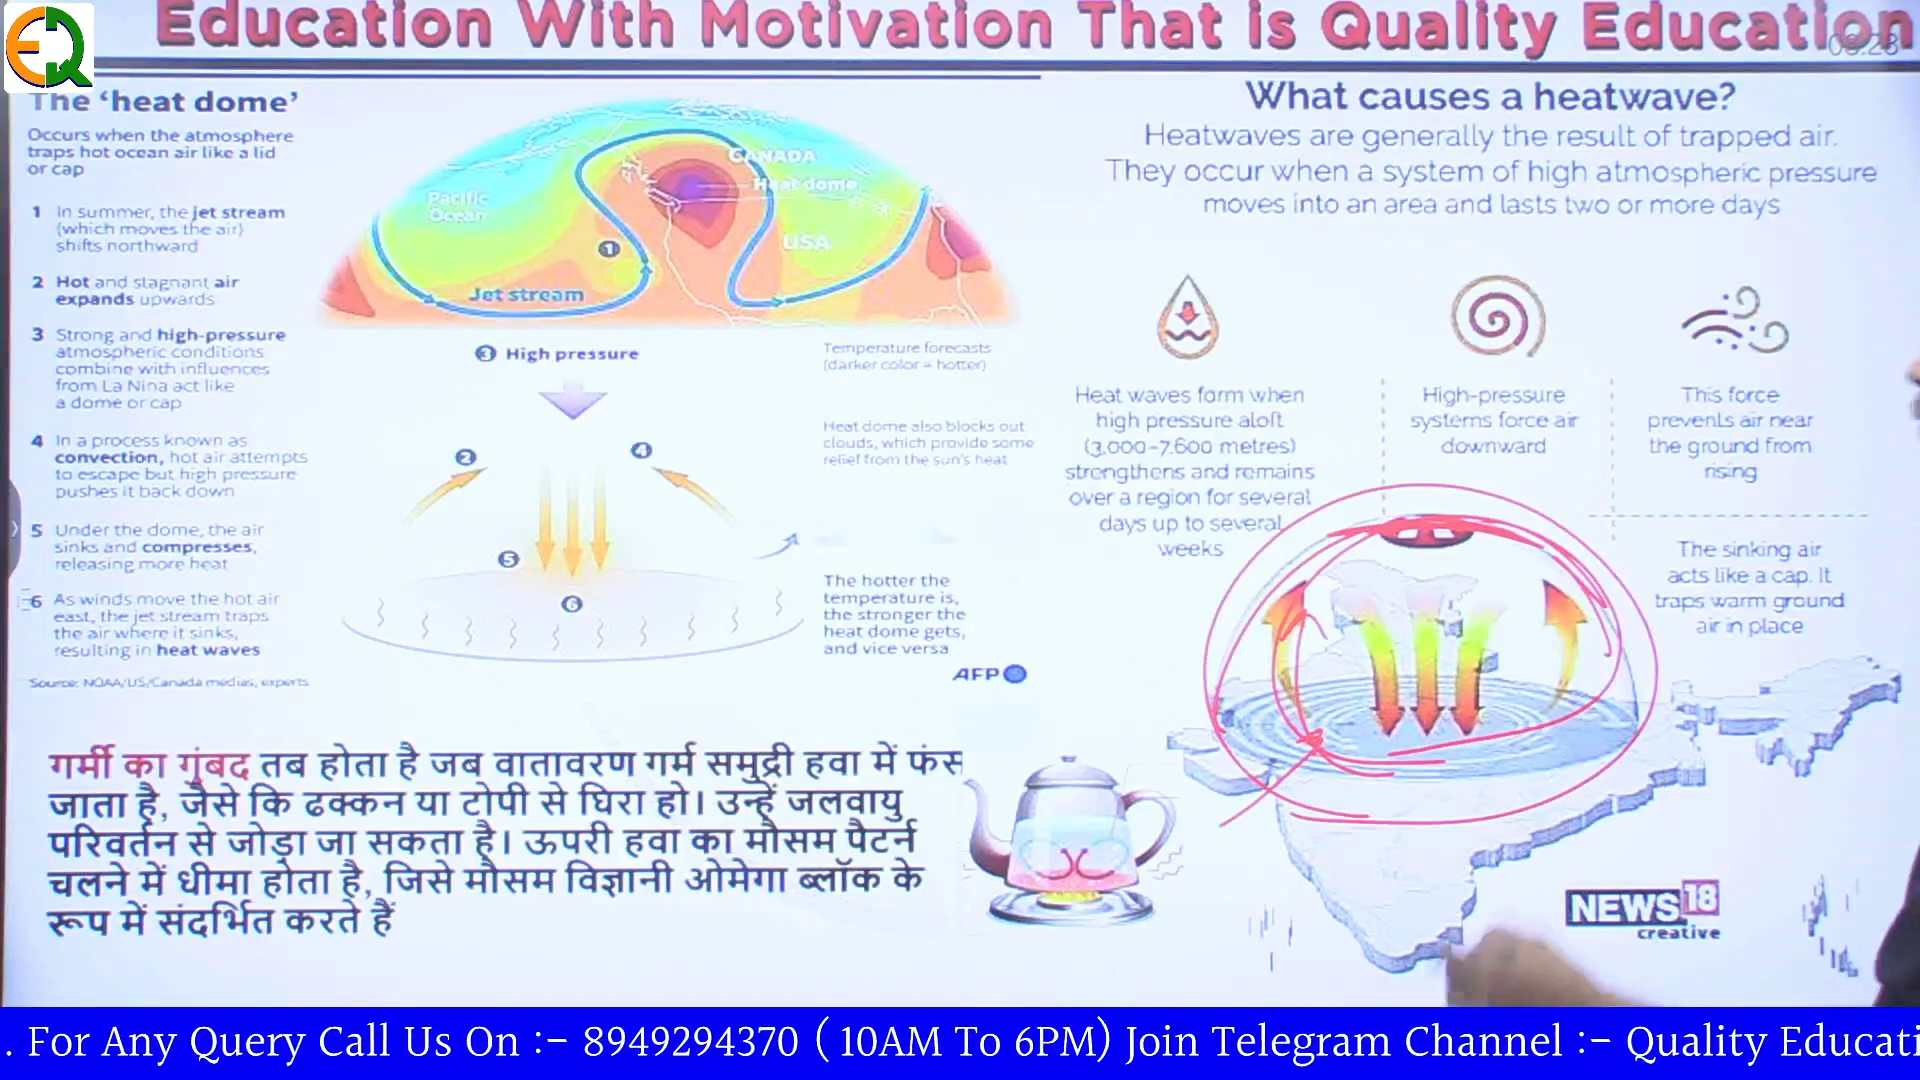 Education With Motivation That is Quality Education
EQ
The ‘heat dome’
Occurs when the atmosphere
traps hot ocean air like a lid
or cap
1 In summer, the jet stream
(which moves the air)
shifts northward
2 Hot and stagnant air
expands upwards
3 Strong and high-pressure
atmospheric conditions
combine with influences
from La Nina act like
a dome or cap
4 In a process known as
convection, hot air attempts
to escape but high pressure
pushes it back down
5 Under the dome, the air
sinks and compresses,
releasing more heat
6 As winds move the hot air
east, the jet stream traps
the air where it sinks,
resulting in heat waves
Source: NOAA/US/Canada medias, experts
CANADA
Heat dome
Pacific
Ocean
USA
1
Jet stream
3 High pressure
Temperature forecasts
(darker color = hotter)
Heat dome also blocks out
clouds, which provide some
relief from the sun's heat
2
4
5
6
The hotter the
temperature is,
the stronger the
heat dome gets,
and vice versa
AFP
What causes a heatwave?
Heatwaves are generally the result of trapped air.
They occur when a system of high atmospheric pressure
moves into an area and lasts two or more days
Heat waves form when
high pressure aloft
(3,000-7,600 metres)
strengthens and remains
over a region for several
days up to several
weeks
High-pressure
systems force air
downward
This force
prevents air near
the ground from
rising
The sinking air
acts like a cap. It
traps warm ground
air in place
NEWS18
creative
गर्मी का गुंबद तब होता है जब वातावरण गर्म समुद्री हवा में फंस
जाता है, जैसे कि ढक्कन या टोपी से घिरा हो। उन्हें जलवायु
परिवर्तन से जोड़ा जा सकता है। ऊपरी हवा का मौसम पैटर्न
चलने में धीमा होता है, जिसे मौसम विज्ञानी ओमेगा ब्लॉक के
रूप में संदर्भित करते हैं
. For Any Query Call Us On :- 8949294370 ( 10AM To 6PM) Join Telegram Channel :- Quality Educati